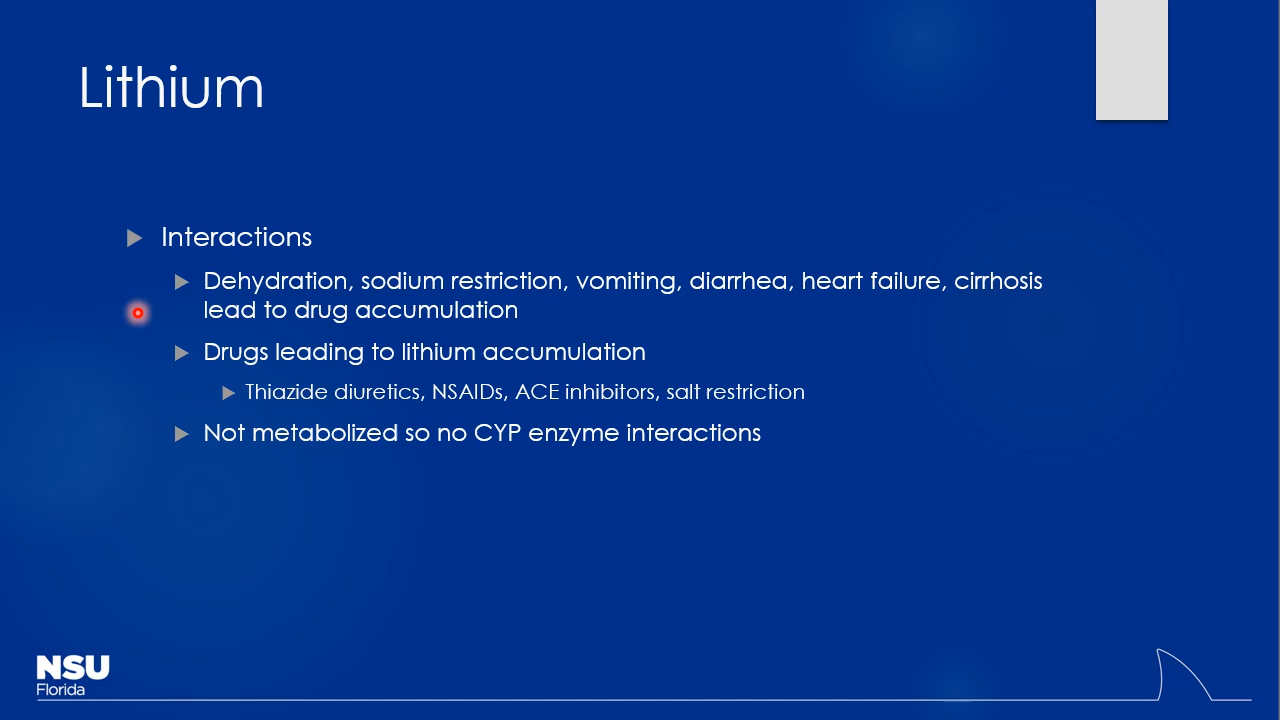 Lithium
Interactions
Dehydration, sodium restriction, vomiting, diarrhea, heart failure, cirrhosis
lead to drug accumulation
Drugs leading to lithium accumulation
Thiazide diuretics, NSAIDs, ACE inhibitors, salt restriction
Not metabolized so no CYP enzyme interactions
NSU
Florida